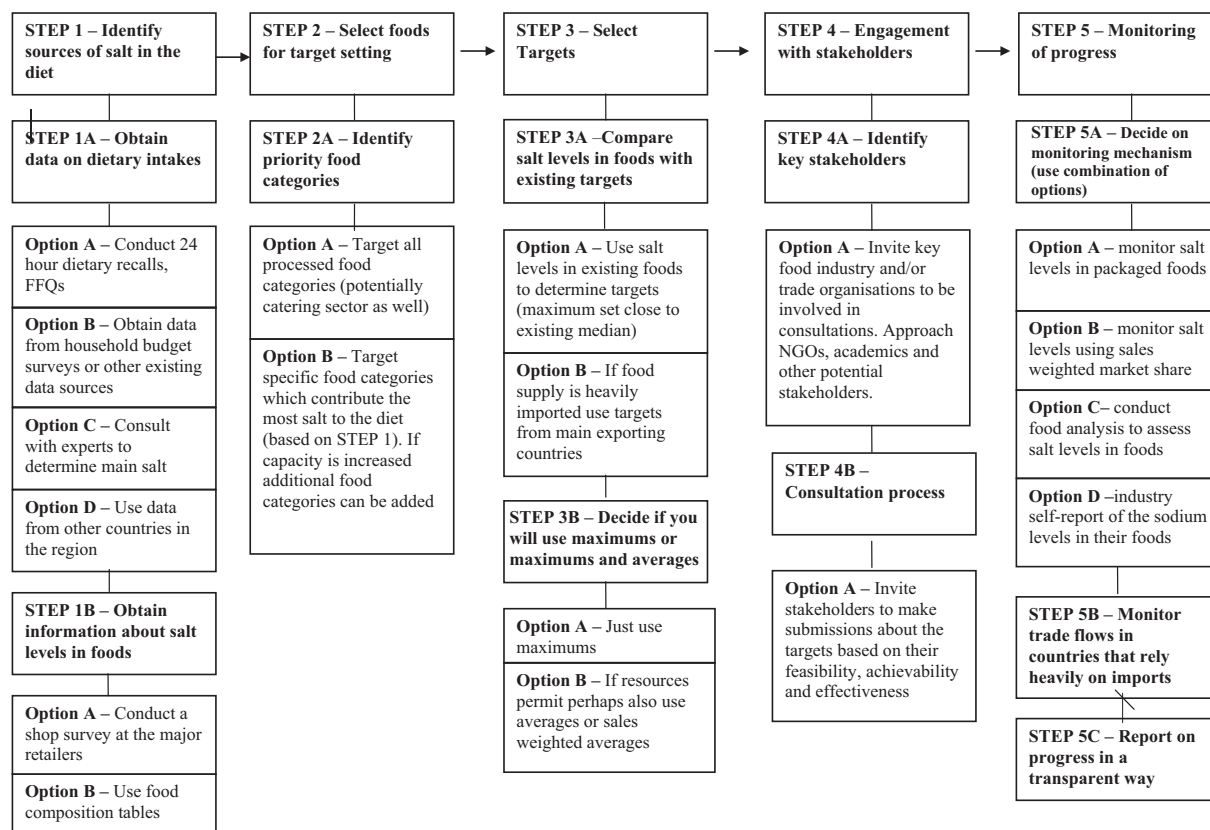 STEP 1 – Identify
sources of salt in the
diet
STEP 1A – Obtain
data on dietary intakes
Option A – Conduct 24
hour dietary recalls,
FFQs
Option B – Obtain data
from household budget
surveys or other existing
data sources
Option C – Consult
with experts to
determine main salt
Option D – Use data
from other countries in
the region
STEP 1B – Obtain
information about salt
levels in foods
Option A – Conduct a
shop survey at the major
retailers
Option B – Use food
composition tables
STEP 2 – Select foods
for target setting
STEP 2A – Identify
priority food
categories
Option A – Target all
processed food
categories (potentially
catering sector as well)
Option B – Target
specific food categories
which contribute the
most salt to the diet
(based on STEP 1). If
capacity is increased
additional food
categories can be added
STEP 3 – Select
Targets
STEP 3A –Compare
salt levels in foods with
existing targets
Option A – Use salt
levels in existing foods
to determine targets
(maximum set close to
existing median)
Option B – If food
supply is heavily
imported use targets
from main exporting
countries
STEP 3B – Decide if you
will use maximums or
maximums and averages
Option A – Just use
maximums
Option B – If resources
permit perhaps also use
averages or sales
weighted averages
STEP 4 – Engagement
with stakeholders
STEP 4A – Identify
key stakeholders
Option A – Invite key
food industry and/or
trade organisations to be
involved in
consultations. Approach
NGOs, academics and
other potential
stakeholders.
STEP 4B –
Consultation process
Option A – Invite
stakeholders to make
submissions about the
targets based on their
feasibility, achievability
and effectiveness
STEP 5 – Monitoring
of progress
STEP 5A – Decide on
monitoring mechanism
(use combination of
options)
Option A – monitor salt
levels in packaged foods
Option B – monitor salt
levels using sales
weighted market share
Option C– conduct
food analysis to assess
salt levels in foods
Option D –industry
self-report of the sodium
levels in their foods
STEP 5B – Monitor
trade flows in
countries that rely
heavily on imports
STEP 5C – Report on
progress in a
transparent way